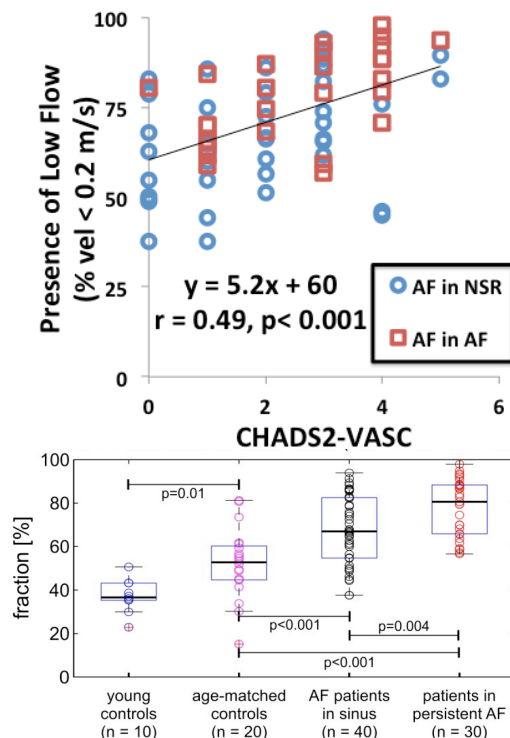 Presence of Low Flow
(% vel < 0.2 m/s)
100
75
50
25
0
y = 5.2x + 60
r = 0.49, p< 0.001
AF in NSR
AF in AF
0 2 4 6
CHADS2-VASC
fraction [%]
100
80
60
40
20
0
p=0.01
p<0.001
p=0.004
p<0.001
young age-matched AF patients patients in
controls controls in sinus persistent AF
(n = 10) (n = 20) (n = 40) (n = 30)